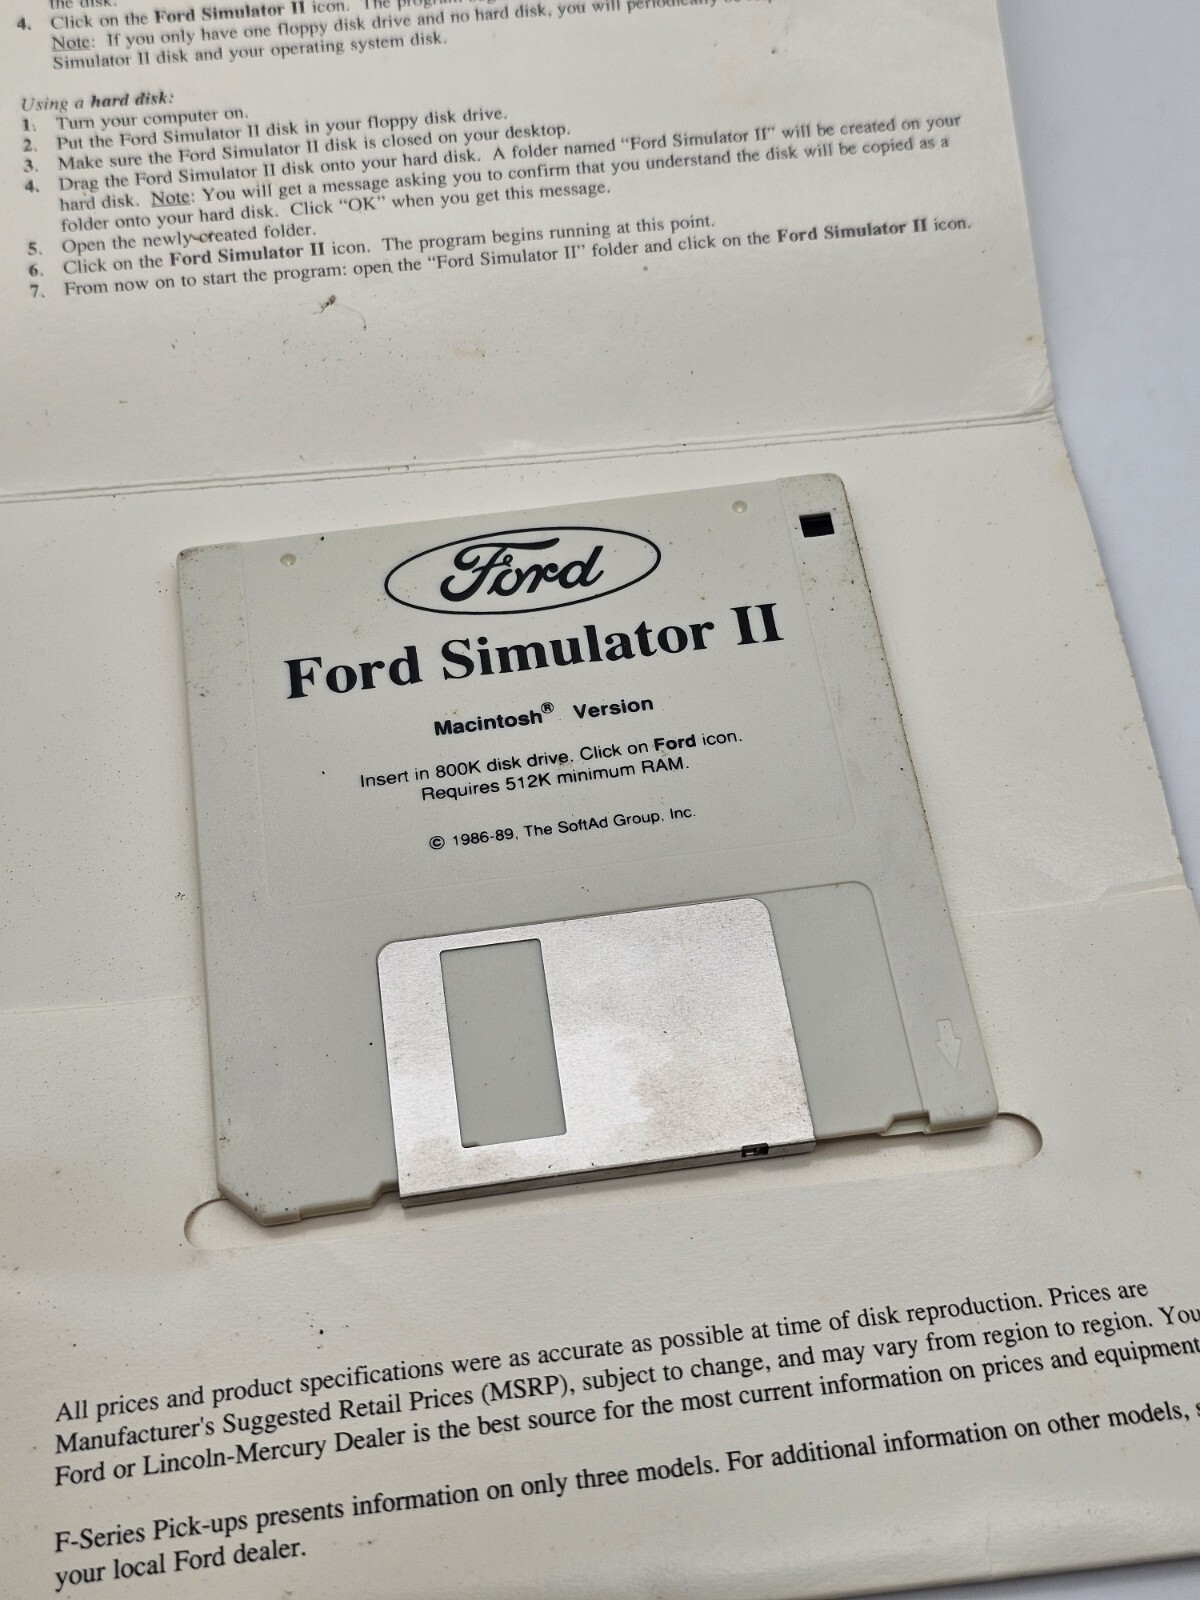 the disk.
4. Click on the Ford Simulator II icon. The
Note: If you only have one floppy disk drive and no hard disk, you will periodically
Simulator II disk and your operating system disk.
Using a hard disk:
1. Turn your computer on.
2. Put the Ford Simulator II disk in your floppy disk drive.
3. Make sure the Ford Simulator II disk is closed on your desktop.
4. Drag the Ford Simulator II disk onto your hard disk. A folder named "Ford Simulator II" will be created on your
hard disk. Note: You will get a message asking you to confirm that you understand the disk will be copied as a
folder onto your hard disk. Click "OK" when you get this message.
5. Open the newly-created folder.
6. Click on the Ford Simulator II icon. The program begins running at this point.
7. From now on to start the program: open the "Ford Simulator II" folder and click on the Ford Simulator II icon.
Ford
Ford Simulator II
Macintosh® Version
Insert in 800K disk drive. Click on Ford icon.
Requires 512K minimum RAM.
© 1986-89, The SoftAd Group, Inc.
All prices and product specifications were as accurate as possible at time of disk reproduction. Prices are
Manufacturer's Suggested Retail Prices (MSRP), subject to change, and may vary from region to region. You
Ford or Lincoln-Mercury Dealer is the best source for the most current information on prices and equipment
F-Series Pick-ups presents information on only three models. For additional information on other models,
your local Ford dealer.